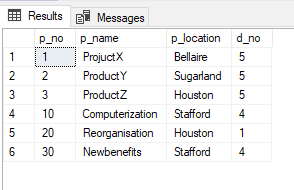 Results Messages
p_no p_name p_location d_no
1 1 ProjuctX Bellaire 5
2 2 ProductY Sugarland 5
3 3 ProductZ Houston 5
4 10 Computerization Stafford 4
5 20 Reorganisation Houston 1
6 30 Newbenefits Stafford 4